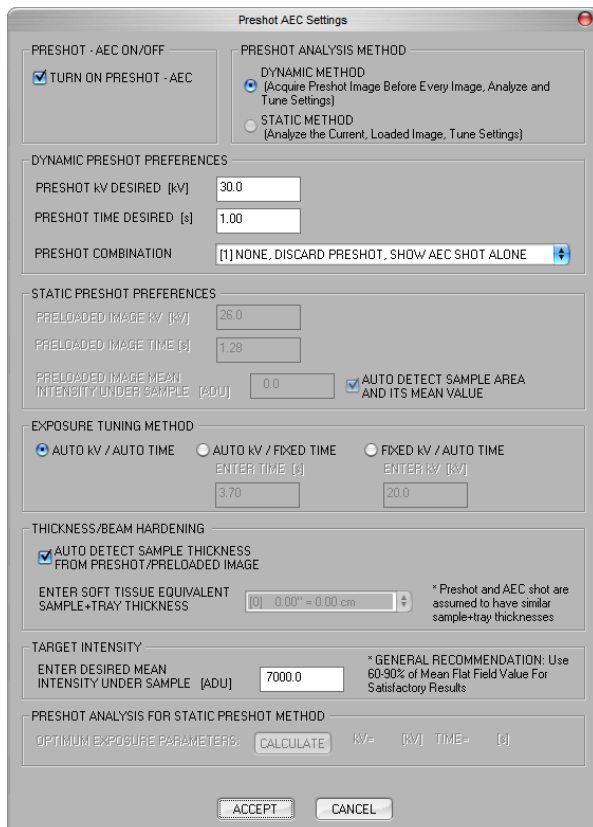 Preshot AEC Settings
PRESHOT - AEC ON/OFF
TURN ON PRESHOT - AEC
PRESHOT ANALYSIS METHOD
DYNAMIC METHOD
(Acquire Preshot Image Before Every Image, Analyze and
Tune Settings)
STATIC METHOD
(Analyze the Current, Loaded Image, Tune Settings)
DYNAMIC PRESHOT PREFERENCES
PRESHOT kV DESIRED [kV]
30.0
PRESHOT TIME DESIRED [s]
1.00
PRESHOT COMBINATION
[1] NONE, DISCARD PRESHOT, SHOW AEC SHOT ALONE
STATIC PRESHOT PREFERENCES
PRELOADED IMAGE kV [kV]
26.0
PRELOADED IMAGE TIME [s]
1.28
PRELOADED IMAGE MEAN
INTENSITY UNDER SAMPLE [ADU]
0.0
AUTO DETECT SAMPLE AREA
AND ITS MEAN VALUE
EXPOSURE TUNING METHOD
AUTO kV / AUTO TIME
AUTO kV / FIXED TIME
FIXED kV / AUTO TIME
ENTER TIME [s]
ENTER kV [kV]
3.70
20.0
THICKNESS/BEAM HARDENING
AUTO DETECT SAMPLE THICKNESS
FROM PRESHOT/PRELOADED IMAGE
ENTER SOFT TISSUE EQUIVALENT
SAMPLE+TRAY THICKNESS
[0] 0.00" = 0.00 cm
* Preshot and AEC shot are
assumed to have similar
sample+tray thicknesses
TARGET INTENSITY
ENTER DESIRED MEAN
INTENSITY UNDER SAMPLE [ADU]
7000.0
* GENERAL RECOMMENDATION: Use
60-90% of Mean Flat Field Value For
Satisfactory Results
PRESHOT ANALYSIS FOR STATIC PRESHOT METHOD
OPTIMUM EXPOSURE PARAMETERS:
CALCULATE
kV= [kV] TIME= [s]
ACCEPT
CANCEL